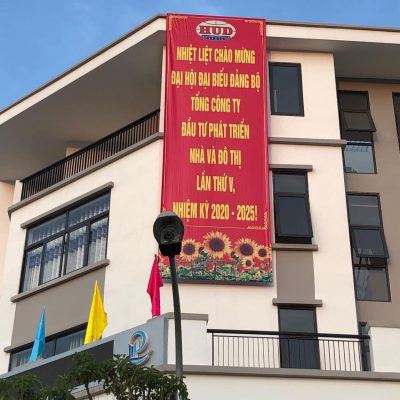 HUD
NHIỆT LIỆT CHÀO MỪNG
ĐẠI HỘI ĐẠI BIỂU ĐẢNG BỘ
TỔNG CÔNG TY
ĐẦU TƯ PHÁT TRIỂN
NHÀ VÀ ĐÔ THỊ
LẦN THỨ V,
NHIỆM KỲ 2020 - 2025!